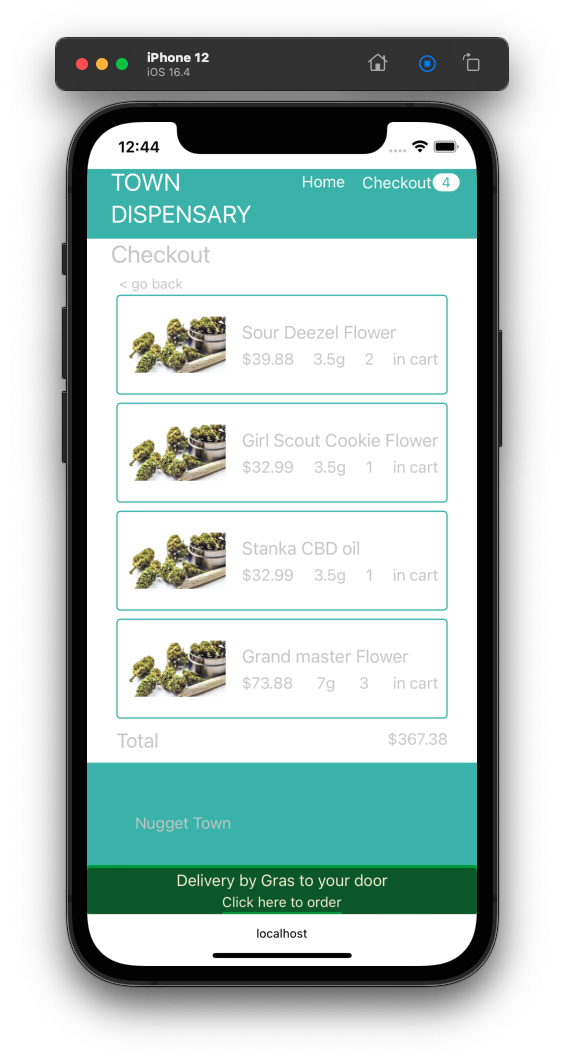 iPhone 12
iOS 16.4
12:44
TOWN
DISPENSARY
Home Checkout 4
Checkout
< go back
Sour Deezel Flower
$39.88 3.5g 2 in cart
Girl Scout Cookie Flower
$32.99 3.5g 1 in cart
Stanka CBD oil
$32.99 3.5g 1 in cart
Grand master Flower
$73.88 7g 3 in cart
Total $367.38
Nugget Town
Delivery by Gras to your door
Click here to order
localhost